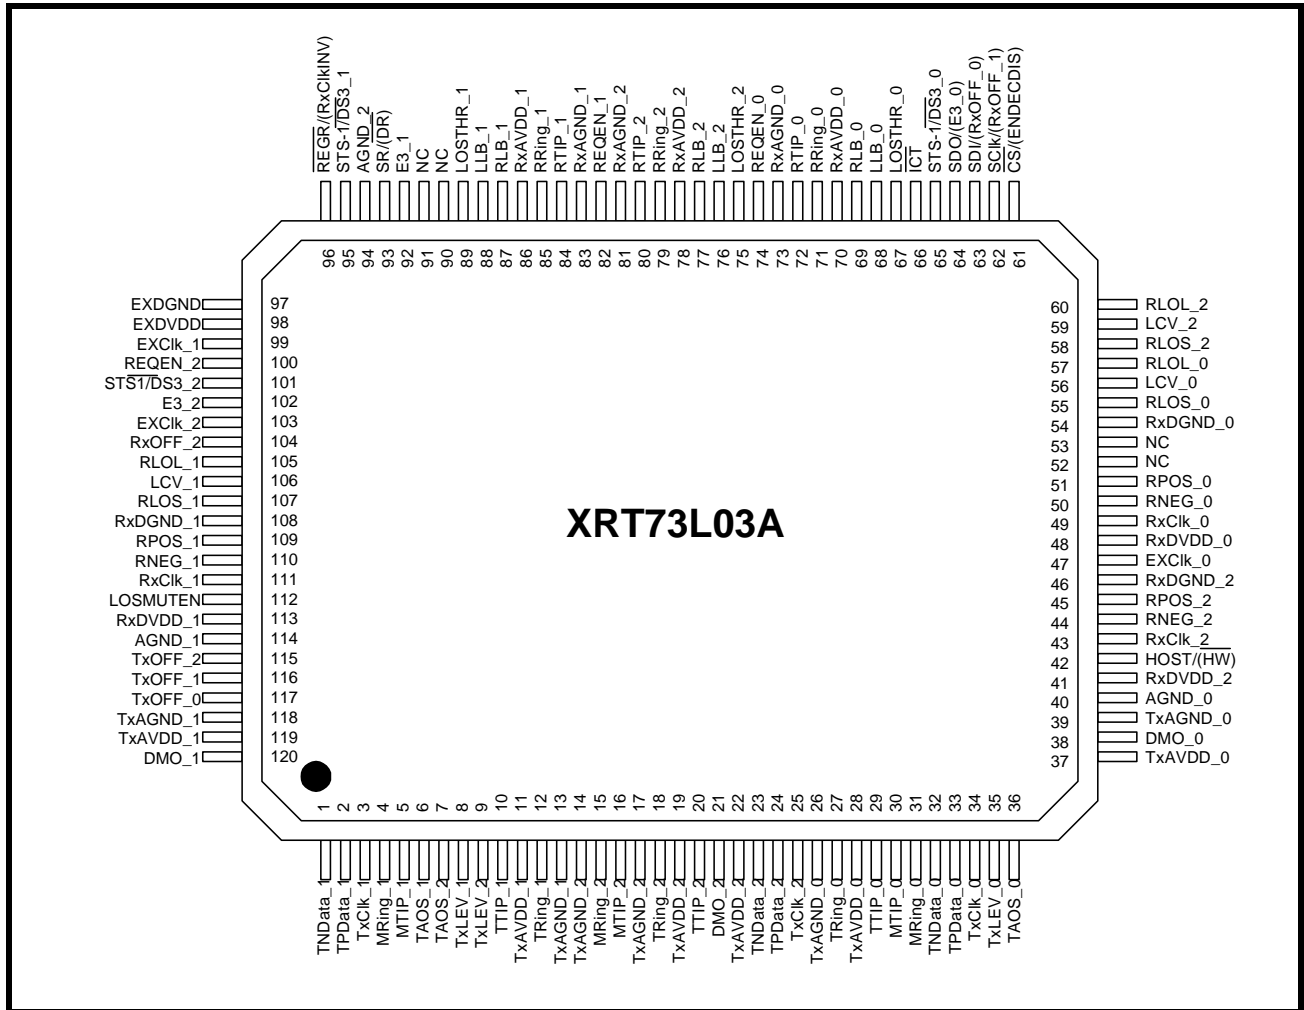 REGR/(RxClkINV)
STS-1/DS3_1
AGND_2
SR/(DR)
E3_1
NC
NC
LOSTHR_1
LLB_1
RLB_1
RxAVDD_1
RRing_1
RTIP_1
RxAGND_1
REQEN_1
RxAGND_2
RTIP_2
RRing_2
RxAVDD_2
RLB_2
LLB_2
LOSTHR_2
REQEN_0
RxAGND_0
RTIP_0
RRing_0
RxAVDD_0
RLB_0
LLB_0
LOSTHR_0
ICT
STS-1/DS3_0
SDO/(E3_0)
SDI/(RxOFF_0)
SClk/(RxOFF_1)
CS/(ENDECDIS)
96
95
94
93
92
91
90
89
88
87
86
85
84
83
82
81
80
79
78
77
76
75
74
73
72
71
70
69
68
67
66
65
64
63
62
61
EXDGND 97
EXDVDD 98
EXClk_1 99
REQEN_2 100
STS1/DS3_2 101
E3_2 102
EXClk_2 103
RxOFF_2 104
RLOL_1 105
LCV_1 106
RLOS_1 107
RxDGND_1 108
RPOS_1 109
RNEG_1 110
RxClk_1 111
LOSMUTEN 112
RxDVDD_1 113
AGND_1 114
TxOFF_2 115
TxOFF_1 116
TxOFF_0 117
TxAGND_1 118
TxAVDD_1 119
DMO_1 120
XRT73L03A
60 RLOL_2
59 LCV_2
58 RLOS_2
57 RLOL_0
56 LCV_0
55 RLOS_0
54 RxDGND_0
53 NC
52 NC
51 RPOS_0
50 RNEG_0
49 RxClk_0
48 RxDVDD_0
47 EXClk_0
46 RxDGND_2
45 RPOS_2
44 RNEG_2
43 RxClk_2
42 HOST/(HW)
41 RxDVDD_2
40 AGND_0
39 TxAGND_0
38 DMO_0
37 TxAVDD_0
1
2
3
4
5
6
7
8
9
10
11
12
13
14
15
16
17
18
19
20
21
22
23
24
25
26
27
28
29
30
31
32
33
34
35
36
TNData_1
TPData_1
TxClk_1
MRing_1
MTIP_1
TAOS_1
TAOS_2
TxLEV_1
TxLEV_2
TTIP_1
TxAVDD_1
TRing_1
TxAGND_1
TxAGND_2
MRing_2
MTIP_2
TxAGND_2
TRing_2
TxAVDD_2
TTIP_2
DMO_2
TxAVDD_2
TNData_2
TPData_2
TxClk_2
TxAGND_0
TRing_0
TxAVDD_0
TTIP_0
MTIP_0
MRing_0
TNData_0
TPData_0
TxClk_0
TxLEV_0
TAOS_0